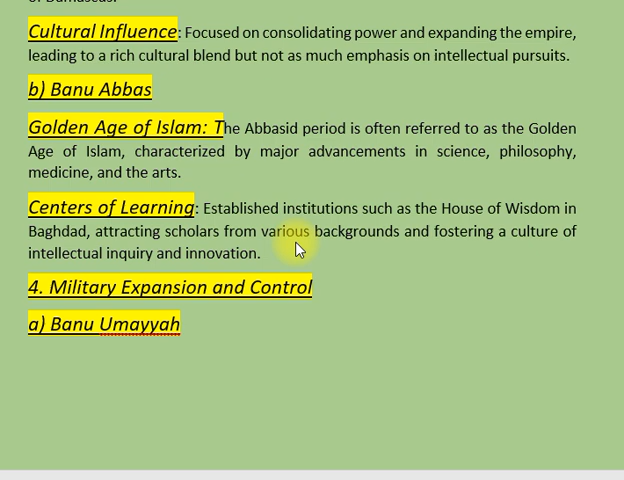 of Damascus.
Cultural Influence: Focused on consolidating power and expanding the empire,
leading to a rich cultural blend but not as much emphasis on intellectual pursuits.
b) Banu Abbas
Golden Age of Islam: The Abbasid period is often referred to as the Golden
Age of Islam, characterized by major advancements in science, philosophy,
medicine, and the arts.
Centers of Learning: Established institutions such as the House of Wisdom in
Baghdad, attracting scholars from various backgrounds and fostering a culture of
intellectual inquiry and innovation.
4. Military Expansion and Control
a) Banu Umayyah